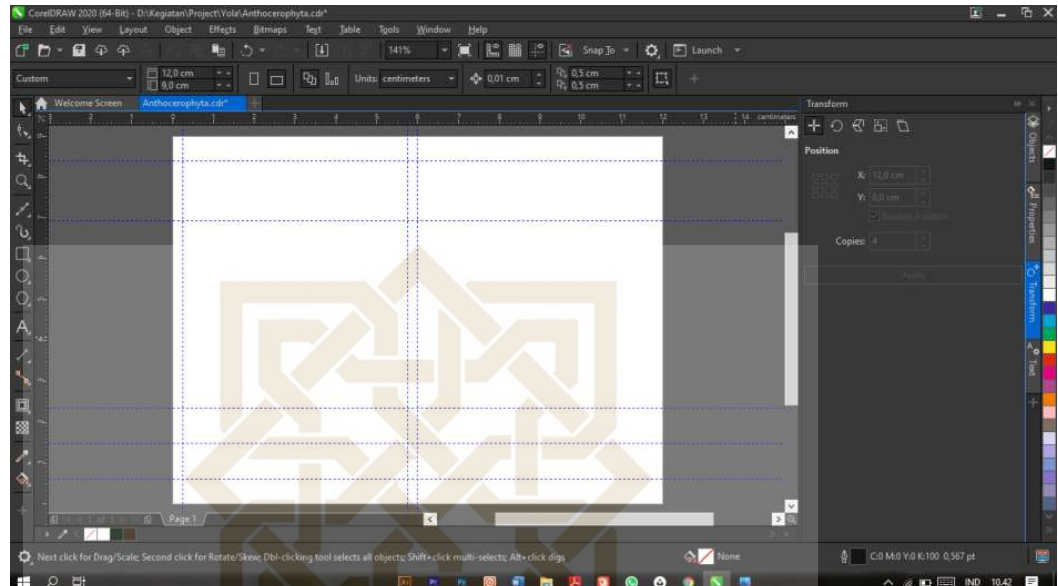 CorelDRAW 2020 (64-Bit) - D:\Kegiatan\Project\Yola\Anthocerophyta.cdr*
File Edit View Layout Object Effects Bitmaps Text Table Tools Window Help
141% Snap To Launch
Custom 12,0 cm 9,0 cm Units: centimeters 0,01 cm 0,5 cm 0,5 cm
Welcome Screen Anthocerophyta.cdr* Transform
centimeters
Position
X: 12,0 cm
Y: 0,0 cm
Relative Position
Copies: 4
Apply
Objects
Properties
Transform
Text
Page 1
Next click for Drag/Scale; Second click for Rotate/Skew; Dbl-clicking tool selects all objects; Shift+click multi-selects; Alt+click digs None C:0 M:0 Y:0 K:100 0,567 pt
IND 10.42